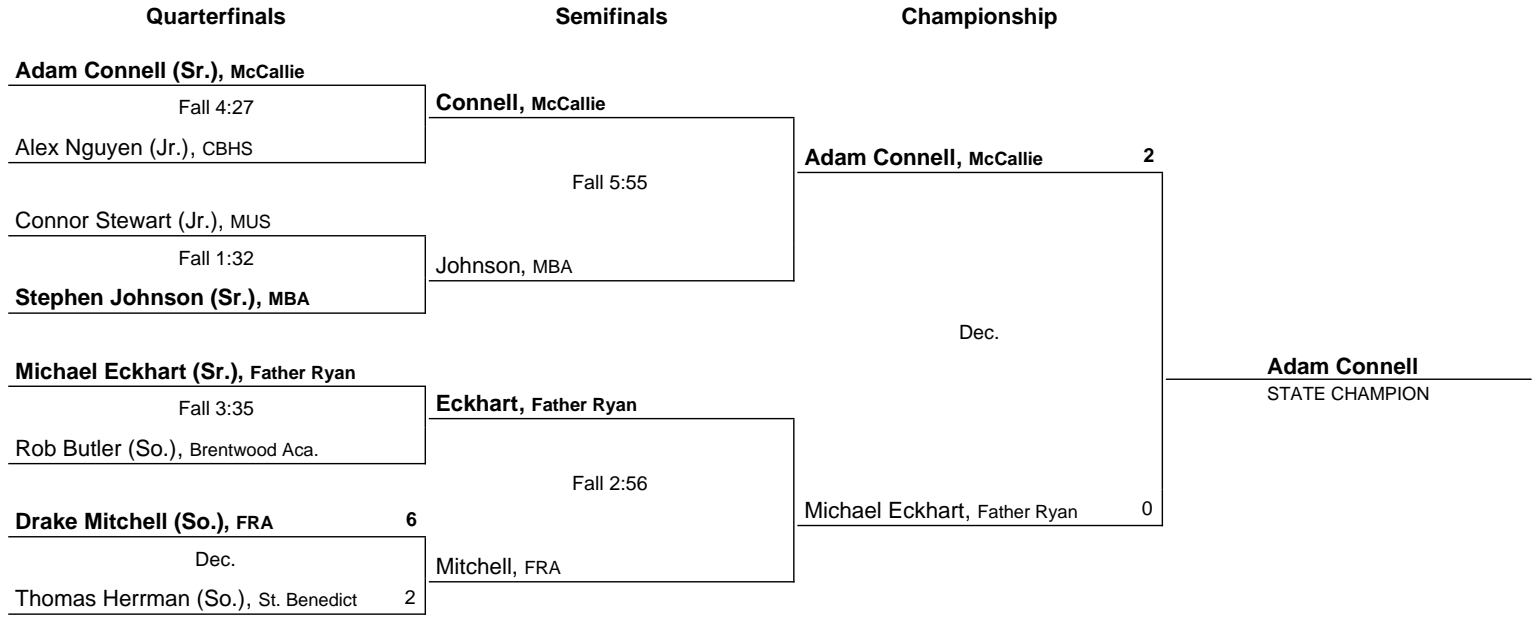 Quarterfinals Semifinals Championship
Adam Connell (Sr.), McCallie
Fall 4:27
Alex Nguyen (Jr.), CBHS
Connor Stewart (Jr.), MUS
Fall 1:32
Stephen Johnson (Sr.), MBA
Michael Eckhart (Sr.), Father Ryan
Fall 3:35
Rob Butler (So.), Brentwood Aca.
Drake Mitchell (So.), FRA 6
Dec.
Thomas Herrman (So.), St. Benedict 2
Connell, McCallie
Fall 5:55
Johnson, MBA
Eckhart, Father Ryan
Fall 2:56
Mitchell, FRA
Adam Connell, McCallie 2
Dec.
Michael Eckhart, Father Ryan 0
Adam Connell
STATE CHAMPION